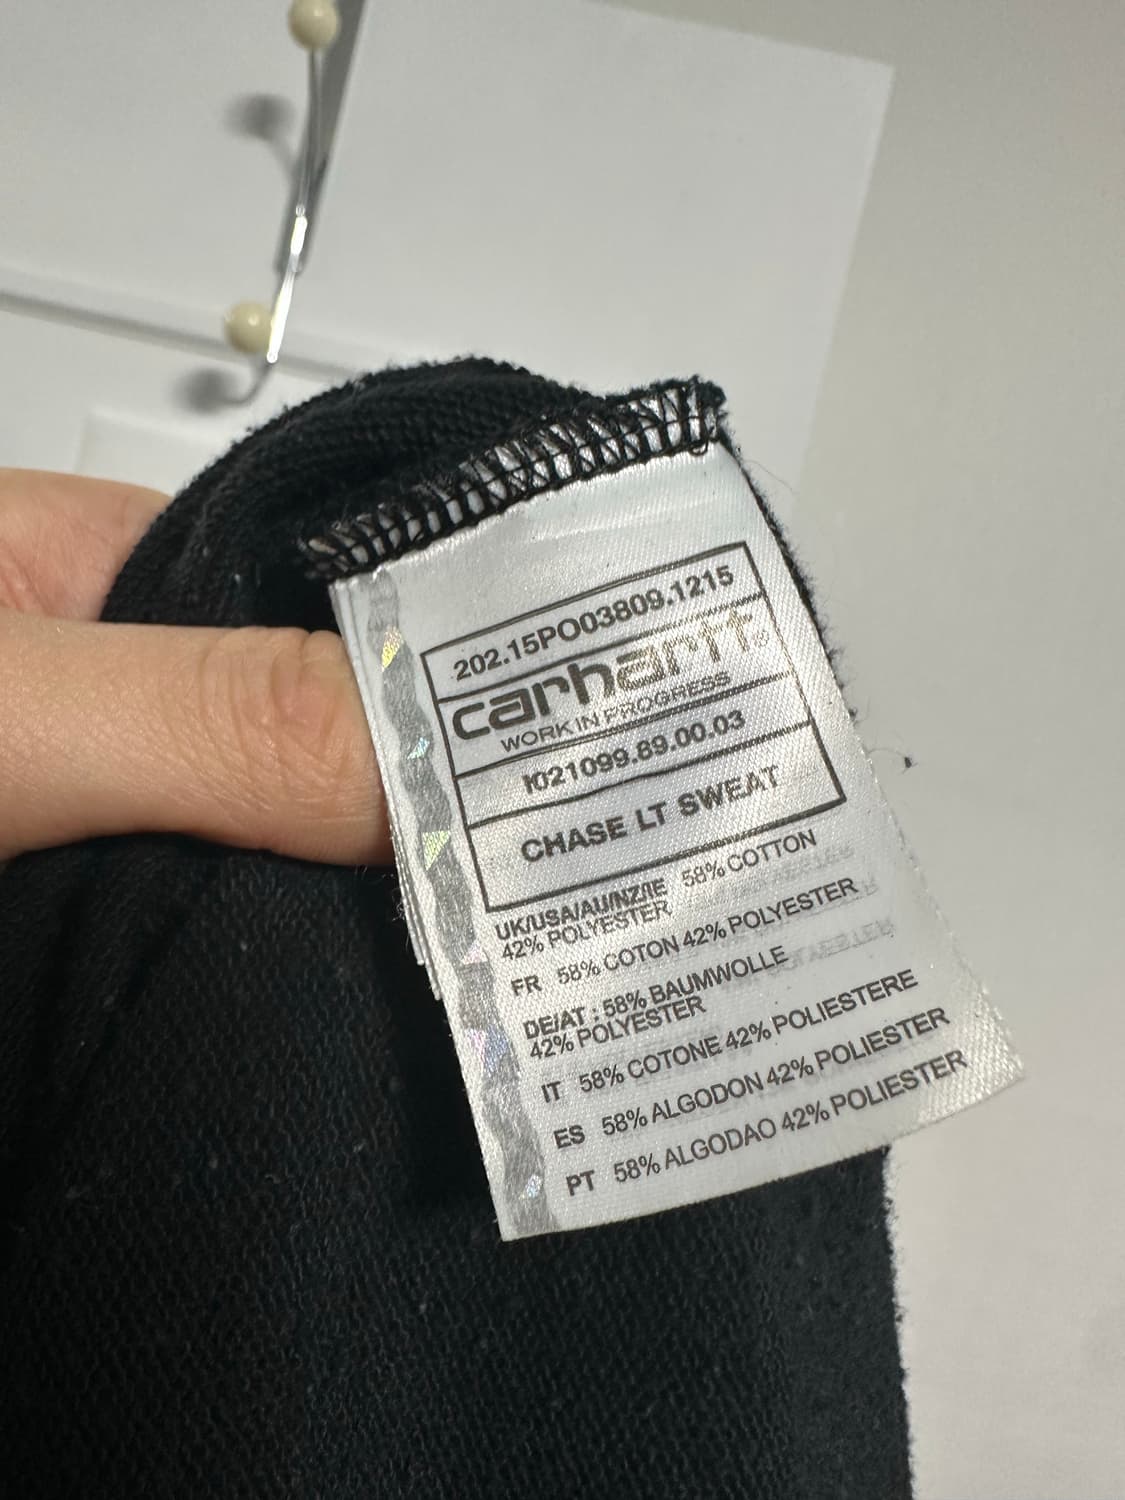 202.15PO03809.1215
carhartt®
WORK IN PROGRESS
I021099.89.00.03
CHASE LT SWEAT
UK/USA/AU/NZ/IE 58% COTTON
42% POLYESTER
FR 58% COTON 42% POLYESTER
DE/AT : 58% BAUMWOLLE
42% POLYESTER
IT 58% COTONE 42% POLIESTERE
ES 58% ALGODON 42% POLIESTER
PT 58% ALGODAO 42% POLIESTER